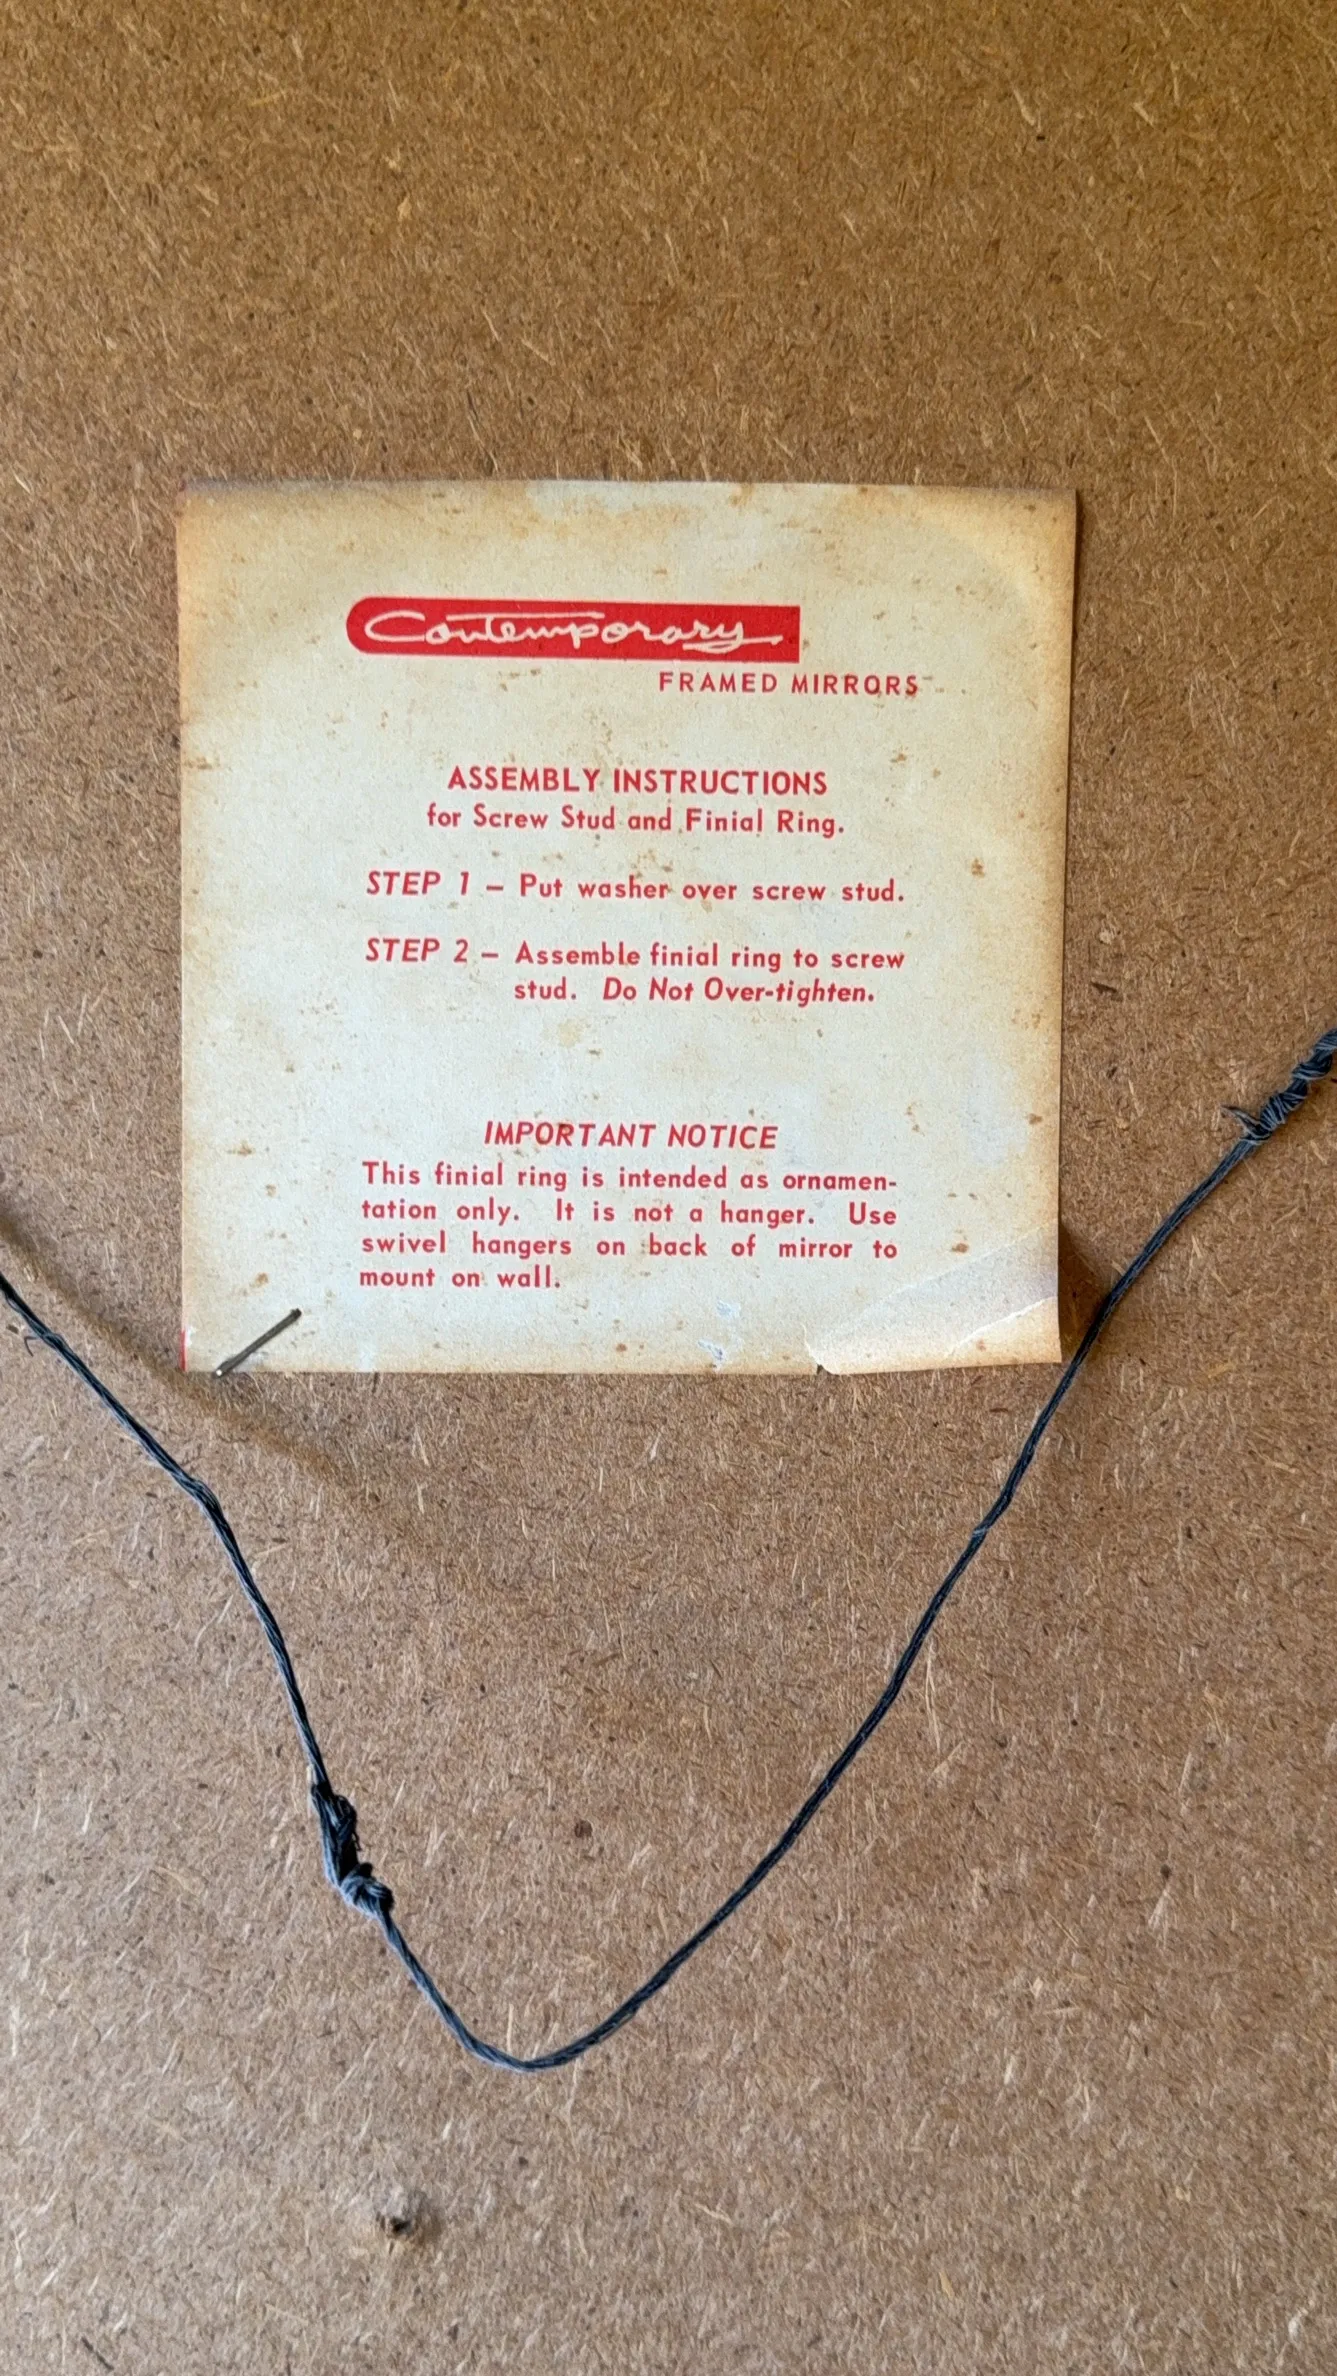 Contemporary
FRAMED MIRRORS
ASSEMBLY INSTRUCTIONS
for Screw Stud and Finial Ring.
STEP 1 – Put washer over screw stud.
STEP 2 – Assemble finial ring to screw
stud. Do Not Over-tighten.
IMPORTANT NOTICE
This finial ring is intended as ornamen-
tation only. It is not a hanger. Use
swivel hangers on back of mirror to
mount on wall.